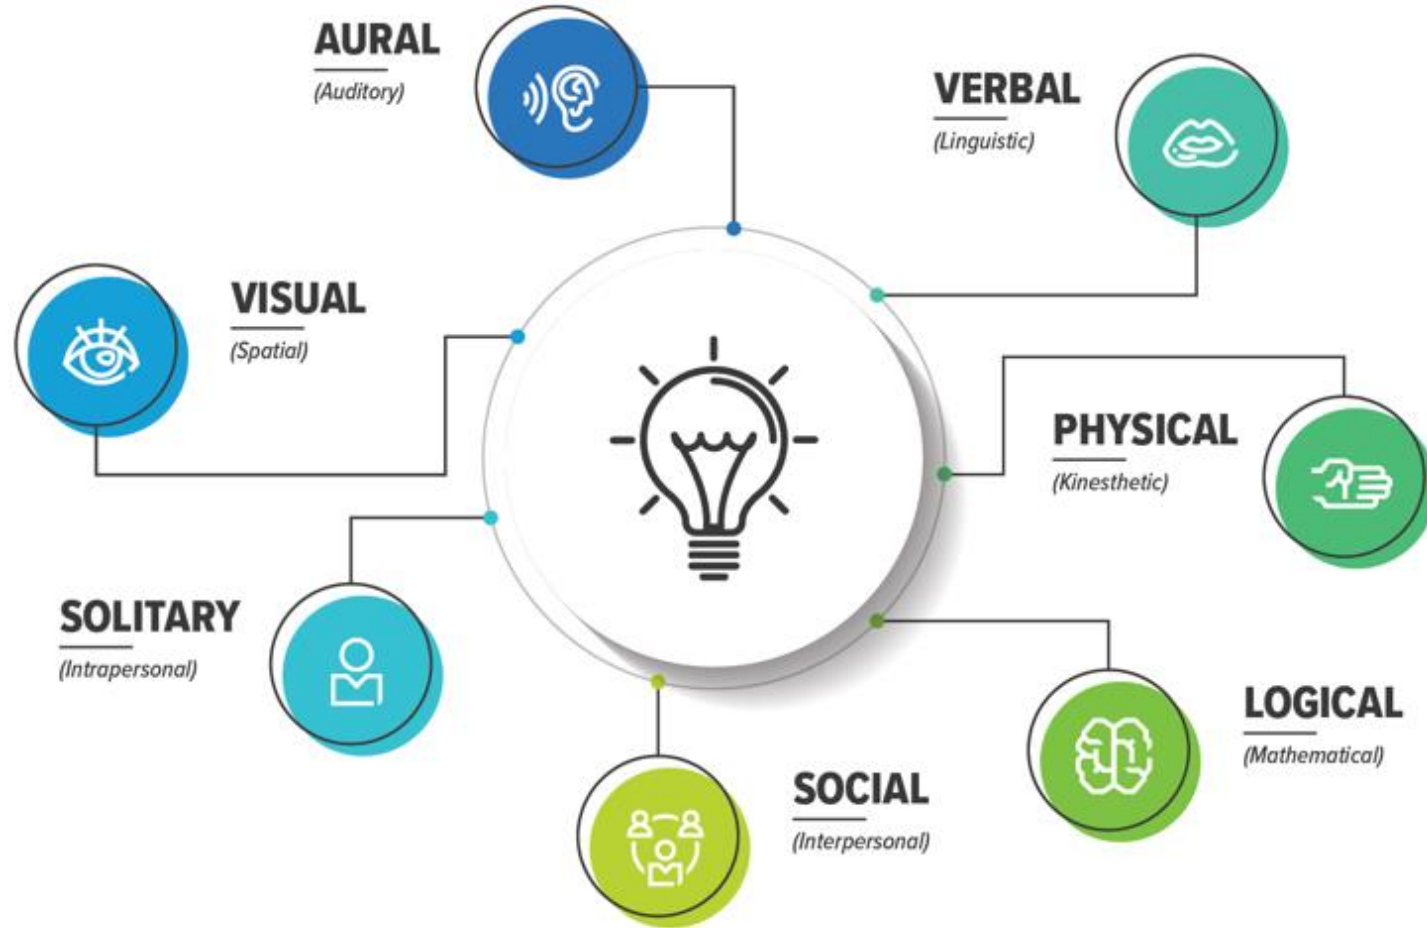 AURAL
(Auditory)
VERBAL
(Linguistic)
VISUAL
(Spatial)
PHYSICAL
(Kinesthetic)
SOLITARY
(Intrapersonal)
LOGICAL
(Mathematical)
SOCIAL
(Interpersonal)